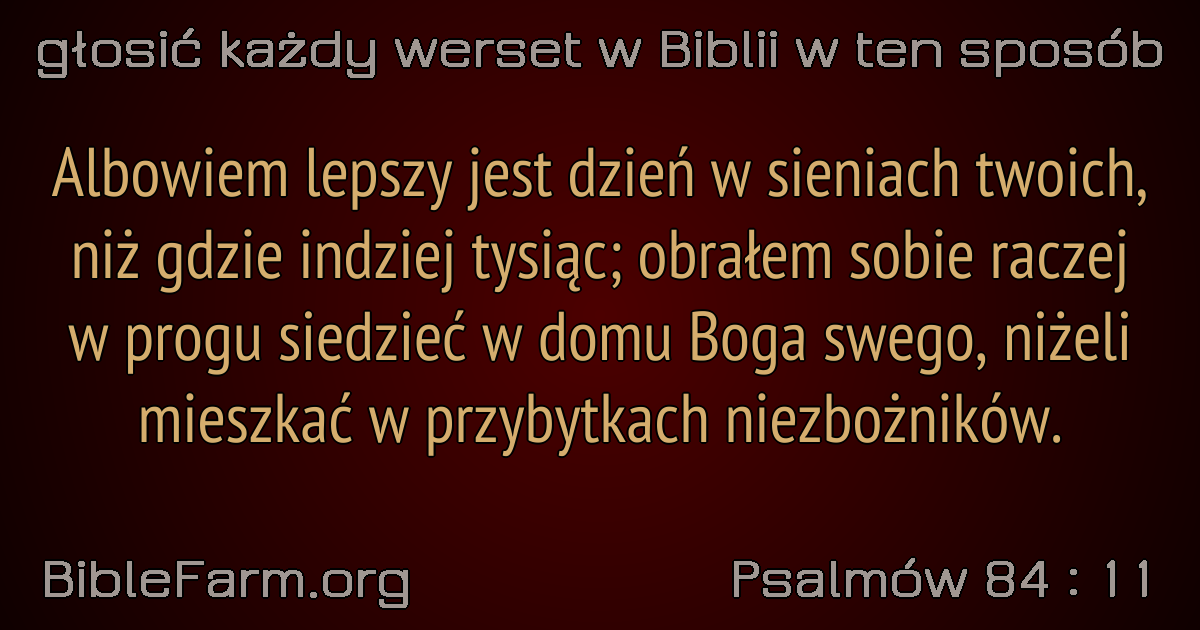 głosić każdy werset w Biblii w ten sposób
Albowiem lepszy jest dzień w sieniach twoich,
niż gdzie indziej tysiąc; obrałem sobie raczej
w progu siedzieć w domu Boga swego, niżeli
mieszkać w przybytkach niezbożników.
BibleFarm.org
Psalmów 84 : 11